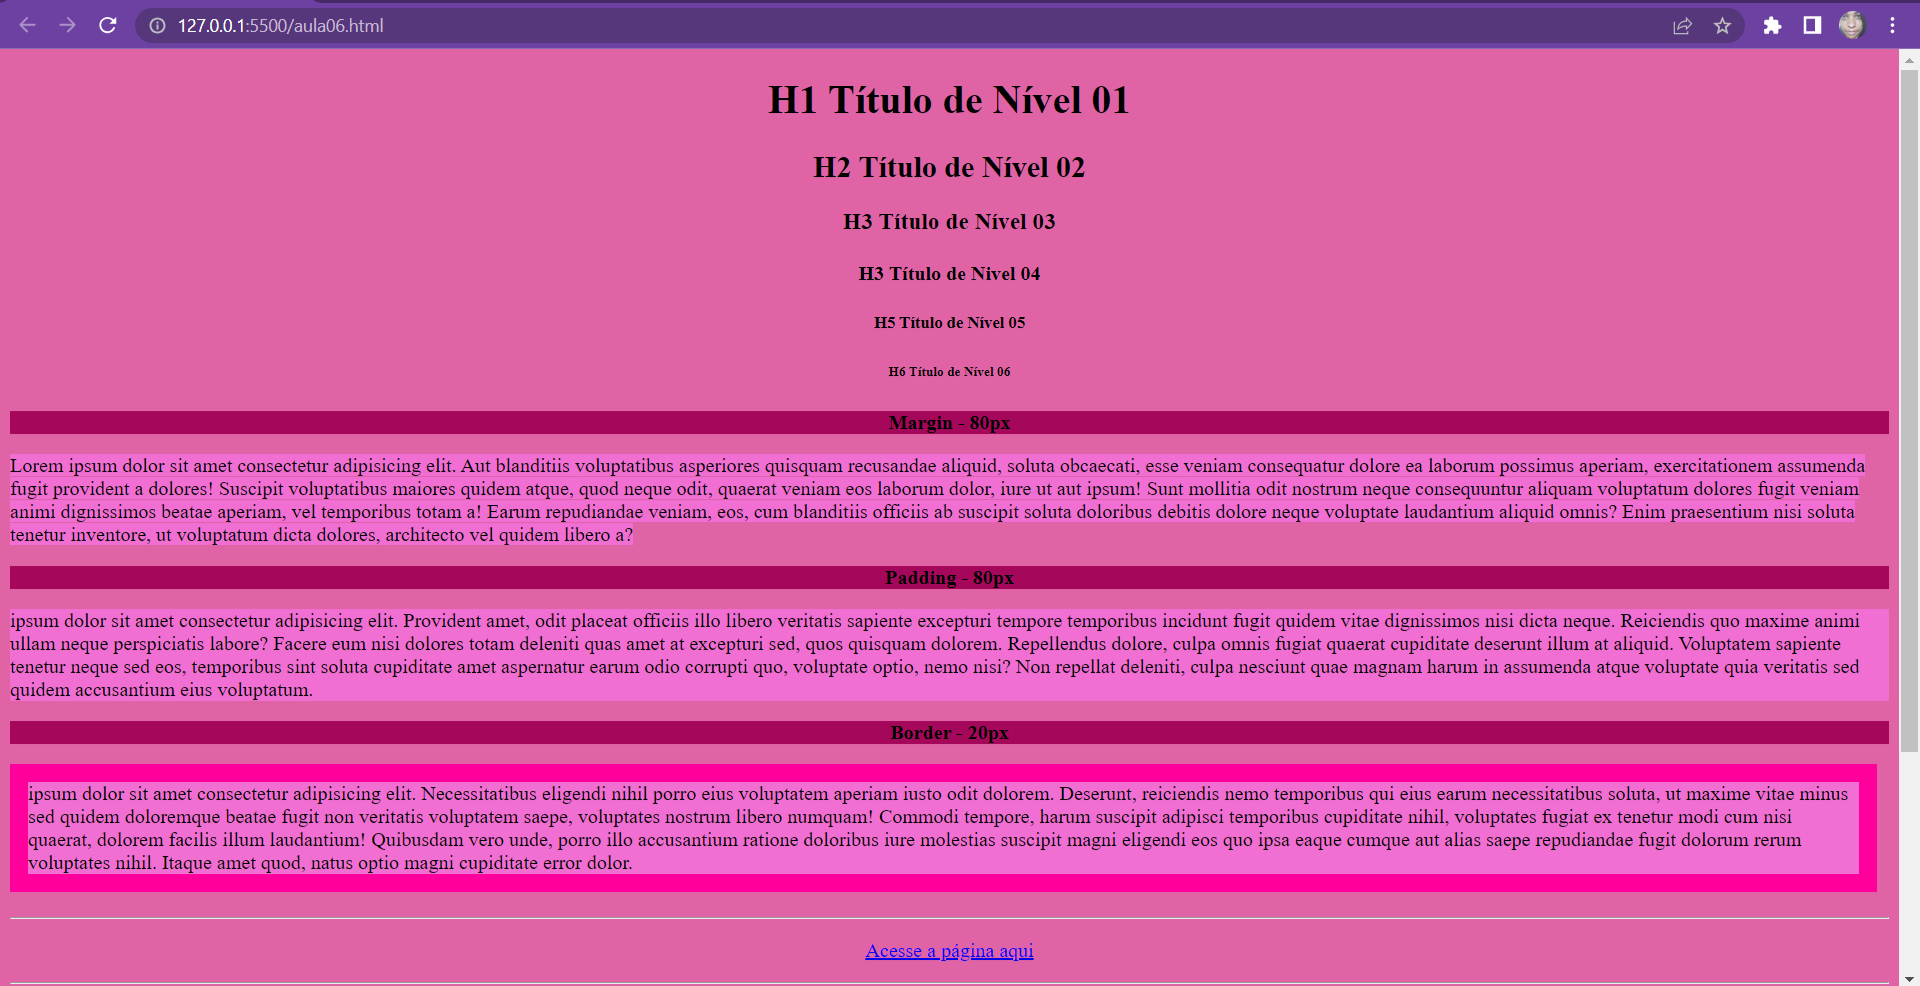 127.0.0.1:5500/aula06.html
H1 Título de Nível 01
H2 Título de Nível 02
H3 Título de Nível 03
H3 Título de Nivel 04
H5 Título de Nível 05
H6 Título de Nível 06
Margin - 80px
Lorem ipsum dolor sit amet consectetur adipisicing elit. Aut blanditiis voluptatibus asperiores quisquam recusandae aliquid, soluta obcaecati, esse veniam consequatur dolore ea laborum possimus aperiam, exercitationem assumenda
fugit provident a dolores! Suscipit voluptatibus maiores quidem atque, quod neque odit, quaerat veniam eos laborum dolor, iure ut aut ipsum! Sunt mollitia odit nostrum neque consequuntur aliquam voluptatum dolores fugit veniam
animi dignissimos beatae aperiam, vel temporibus totam a! Earum repudiandae veniam, eos, cum blanditiis officiis ab suscipit soluta doloribus debitis dolore neque voluptate laudantium aliquid omnis? Enim praesentium nisi soluta
tenetur inventore, ut voluptatum dicta dolores, architecto vel quidem libero a?
Padding - 80px
ipsum dolor sit amet consectetur adipisicing elit. Provident amet, odit placeat officiis illo libero veritatis sapiente excepturi tempore temporibus incidunt fugit quidem vitae dignissimos nisi dicta neque. Reiciendis quo maxime animi
ullam neque perspiciatis labore? Facere eum nisi dolores totam deleniti quas amet at excepturi sed, quos quisquam dolorem. Repellendus dolore, culpa omnis fugiat quaerat cupiditate deserunt illum at aliquid. Voluptatem sapiente
tenetur neque sed eos, temporibus sint soluta cupiditate amet aspernatur earum odio corrupti quo, voluptate optio, nemo nisi? Non repellat deleniti, culpa nesciunt quae magnam harum in assumenda atque voluptate quia veritatis sed
quidem accusantium eius voluptatum.
Border - 20px
ipsum dolor sit amet consectetur adipisicing elit. Necessitatibus eligendi nihil porro eius voluptatem aperiam iusto odit dolorem. Deserunt, reiciendis nemo temporibus qui eius earum necessitatibus soluta, ut maxime vitae minus
sed quidem doloremque beatae fugit non veritatis voluptatem saepe, voluptates nostrum libero numquam! Commodi tempore, harum suscipit adipisci temporibus cupiditate nihil, voluptates fugiat ex tenetur modi cum nisi
quaerat, dolorem facilis illum laudantium! Quibusdam vero unde, porro illo accusantium ratione doloribus iure molestias suscipit magni eligendi eos quo ipsa eaque cumque aut alias saepe repudiandae fugit dolorum rerum
voluptates nihil. Itaque amet quod, natus optio magni cupiditate error dolor.
Acesse a página aqui